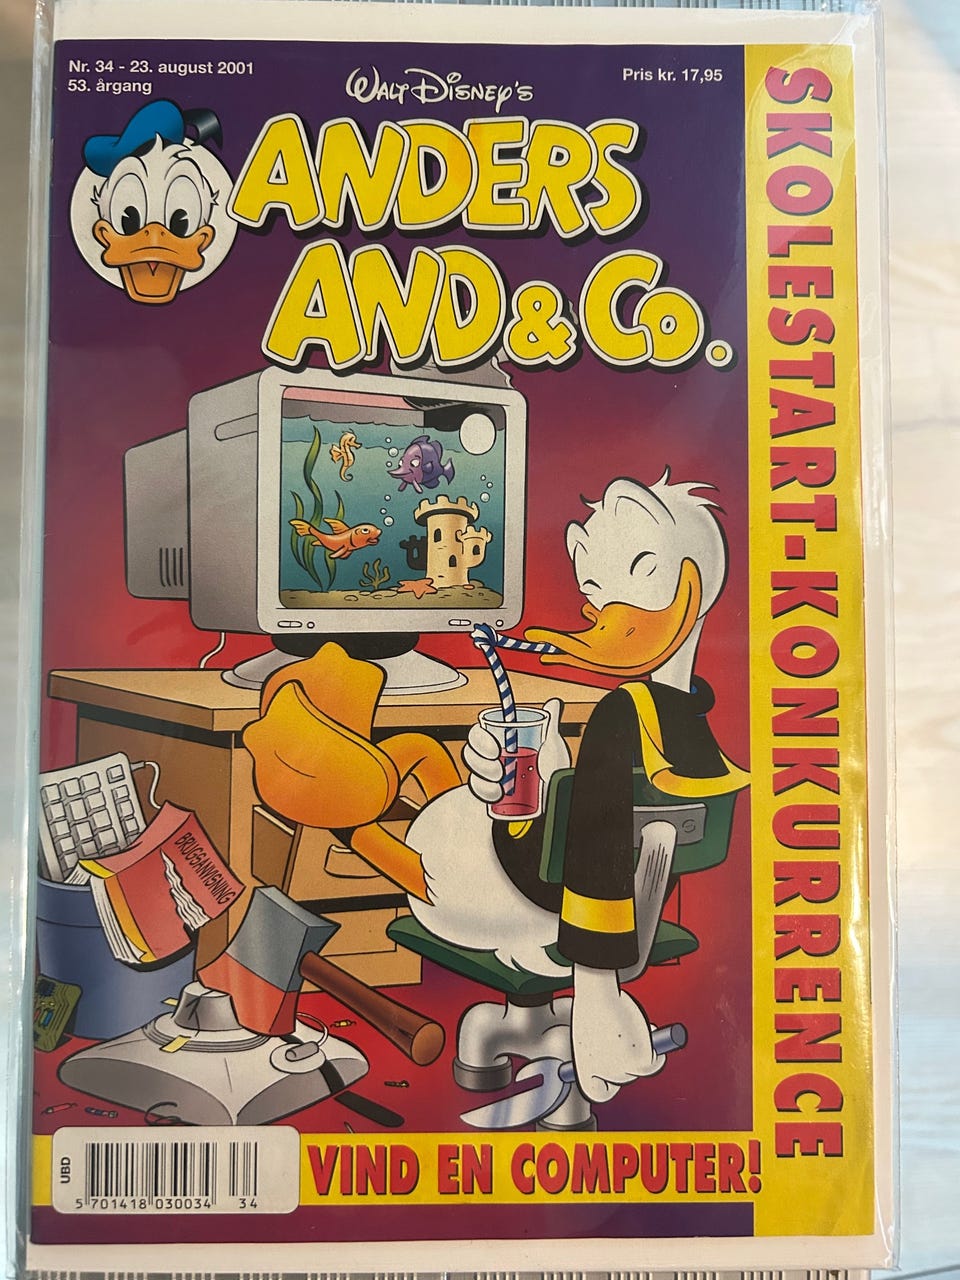 Nr. 34 - 23. august 2001
53. årgang
Pris kr. 17,95
WALT DISNEY'S
ANDERS
AND & CO.
SKOLESTART-KONKURRENCE
BRUGSANVISNING
VIND EN COMPUTER!
UBD
5 701418 030034 34